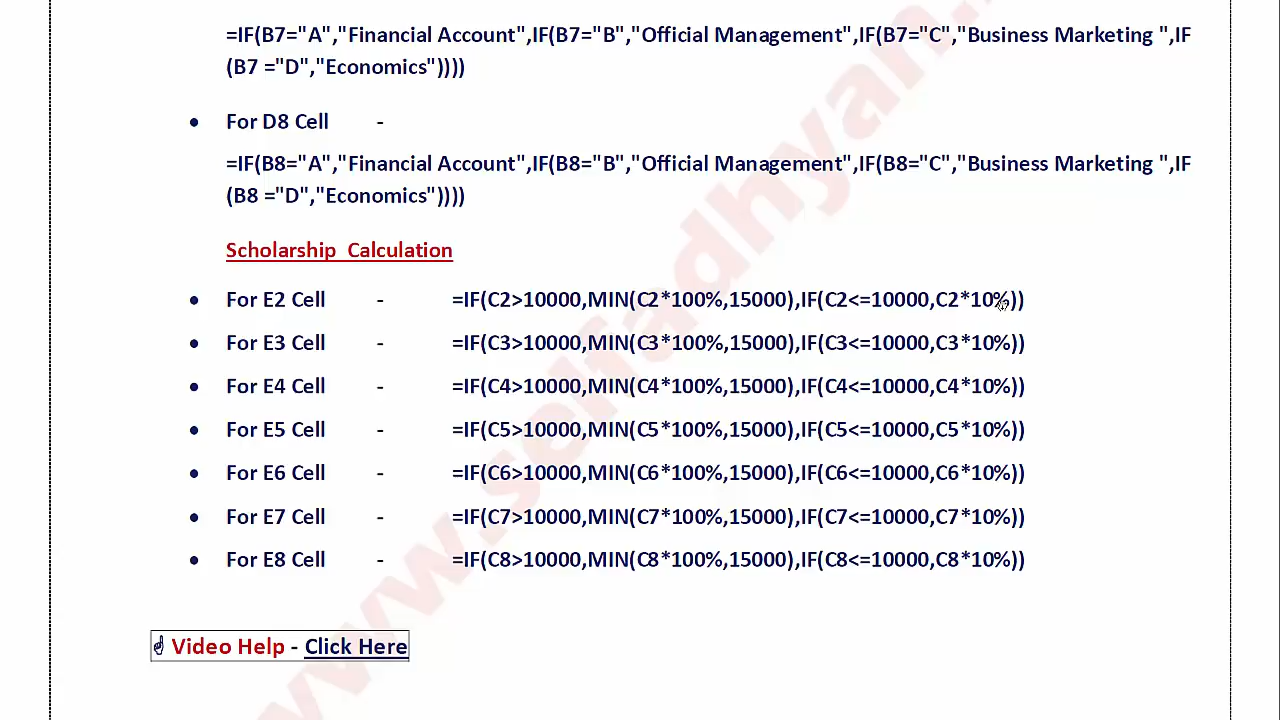 =IF(B7="A","Financial Account",IF(B7="B","Official Management",IF(B7="C","Business Marketing ",IF
(B7 ="D","Economics"))))
• For D8 Cell -
=IF(B8="A","Financial Account",IF(B8="B","Official Management",IF(B8="C","Business Marketing ",IF
(B8 ="D","Economics"))))
Scholarship Calculation
• For E2 Cell - =IF(C2>10000,MIN(C2*100%,15000),IF(C2<=10000,C2*10%))
• For E3 Cell - =IF(C3>10000,MIN(C3*100%,15000),IF(C3<=10000,C3*10%))
• For E4 Cell - =IF(C4>10000,MIN(C4*100%,15000),IF(C4<=10000,C4*10%))
• For E5 Cell - =IF(C5>10000,MIN(C5*100%,15000),IF(C5<=10000,C5*10%))
• For E6 Cell - =IF(C6>10000,MIN(C6*100%,15000),IF(C6<=10000,C6*10%))
• For E7 Cell - =IF(C7>10000,MIN(C7*100%,15000),IF(C7<=10000,C7*10%))
• For E8 Cell - =IF(C8>10000,MIN(C8*100%,15000),IF(C8<=10000,C8*10%))
Video Help - Click Here
www.selfadhyan.